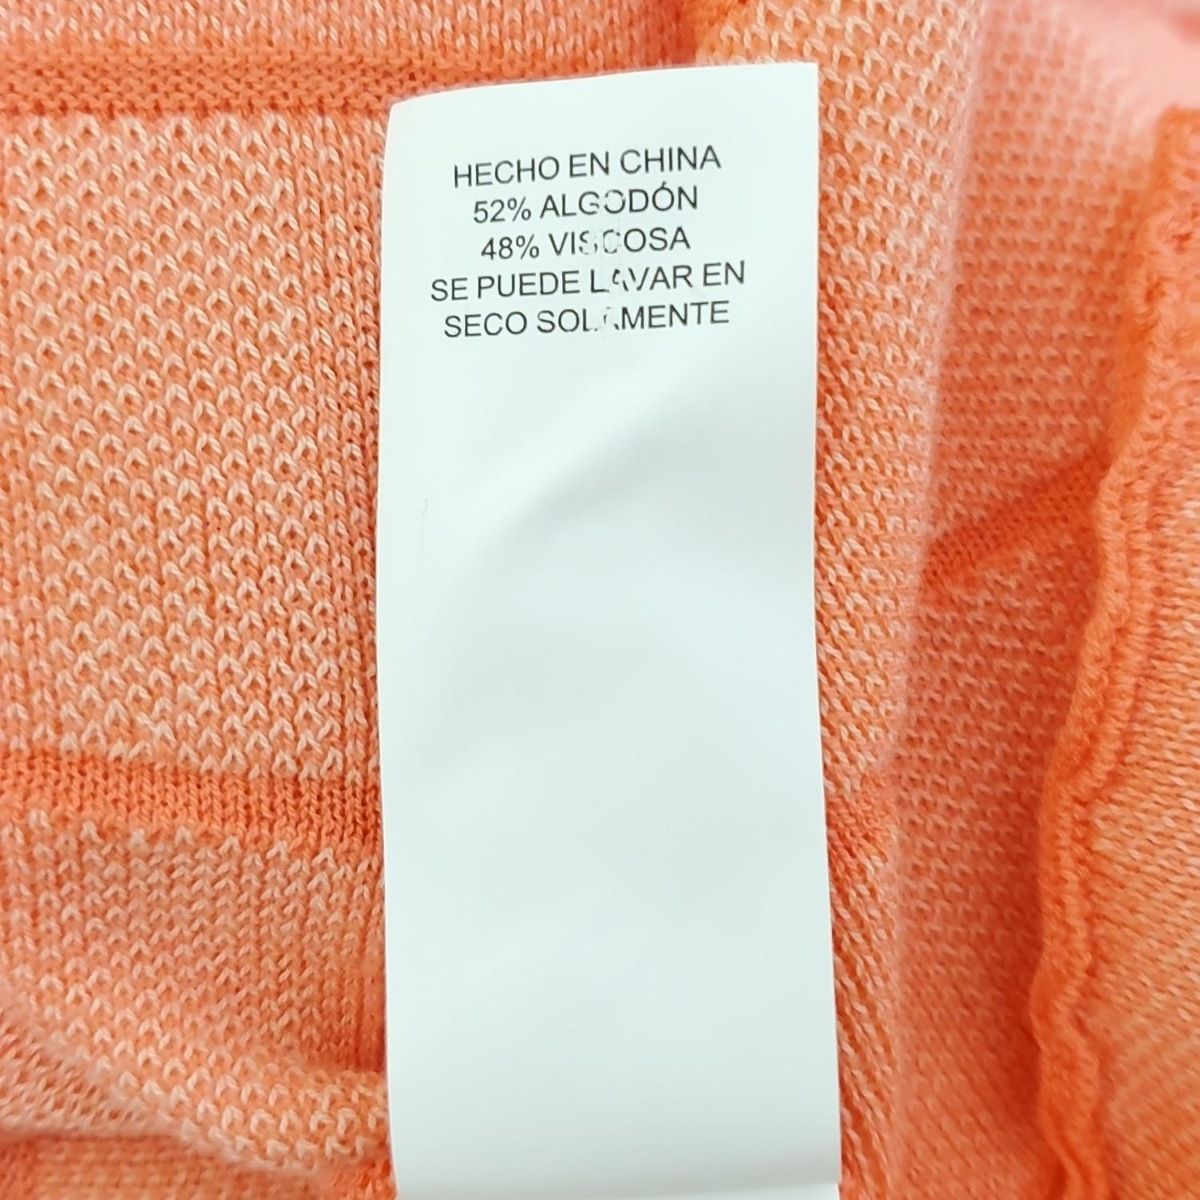 HECHO EN CHINA
52% ALGODÓN
48% VISCOSA
SE PUEDE LAVAR EN
SECO SOLAMENTE